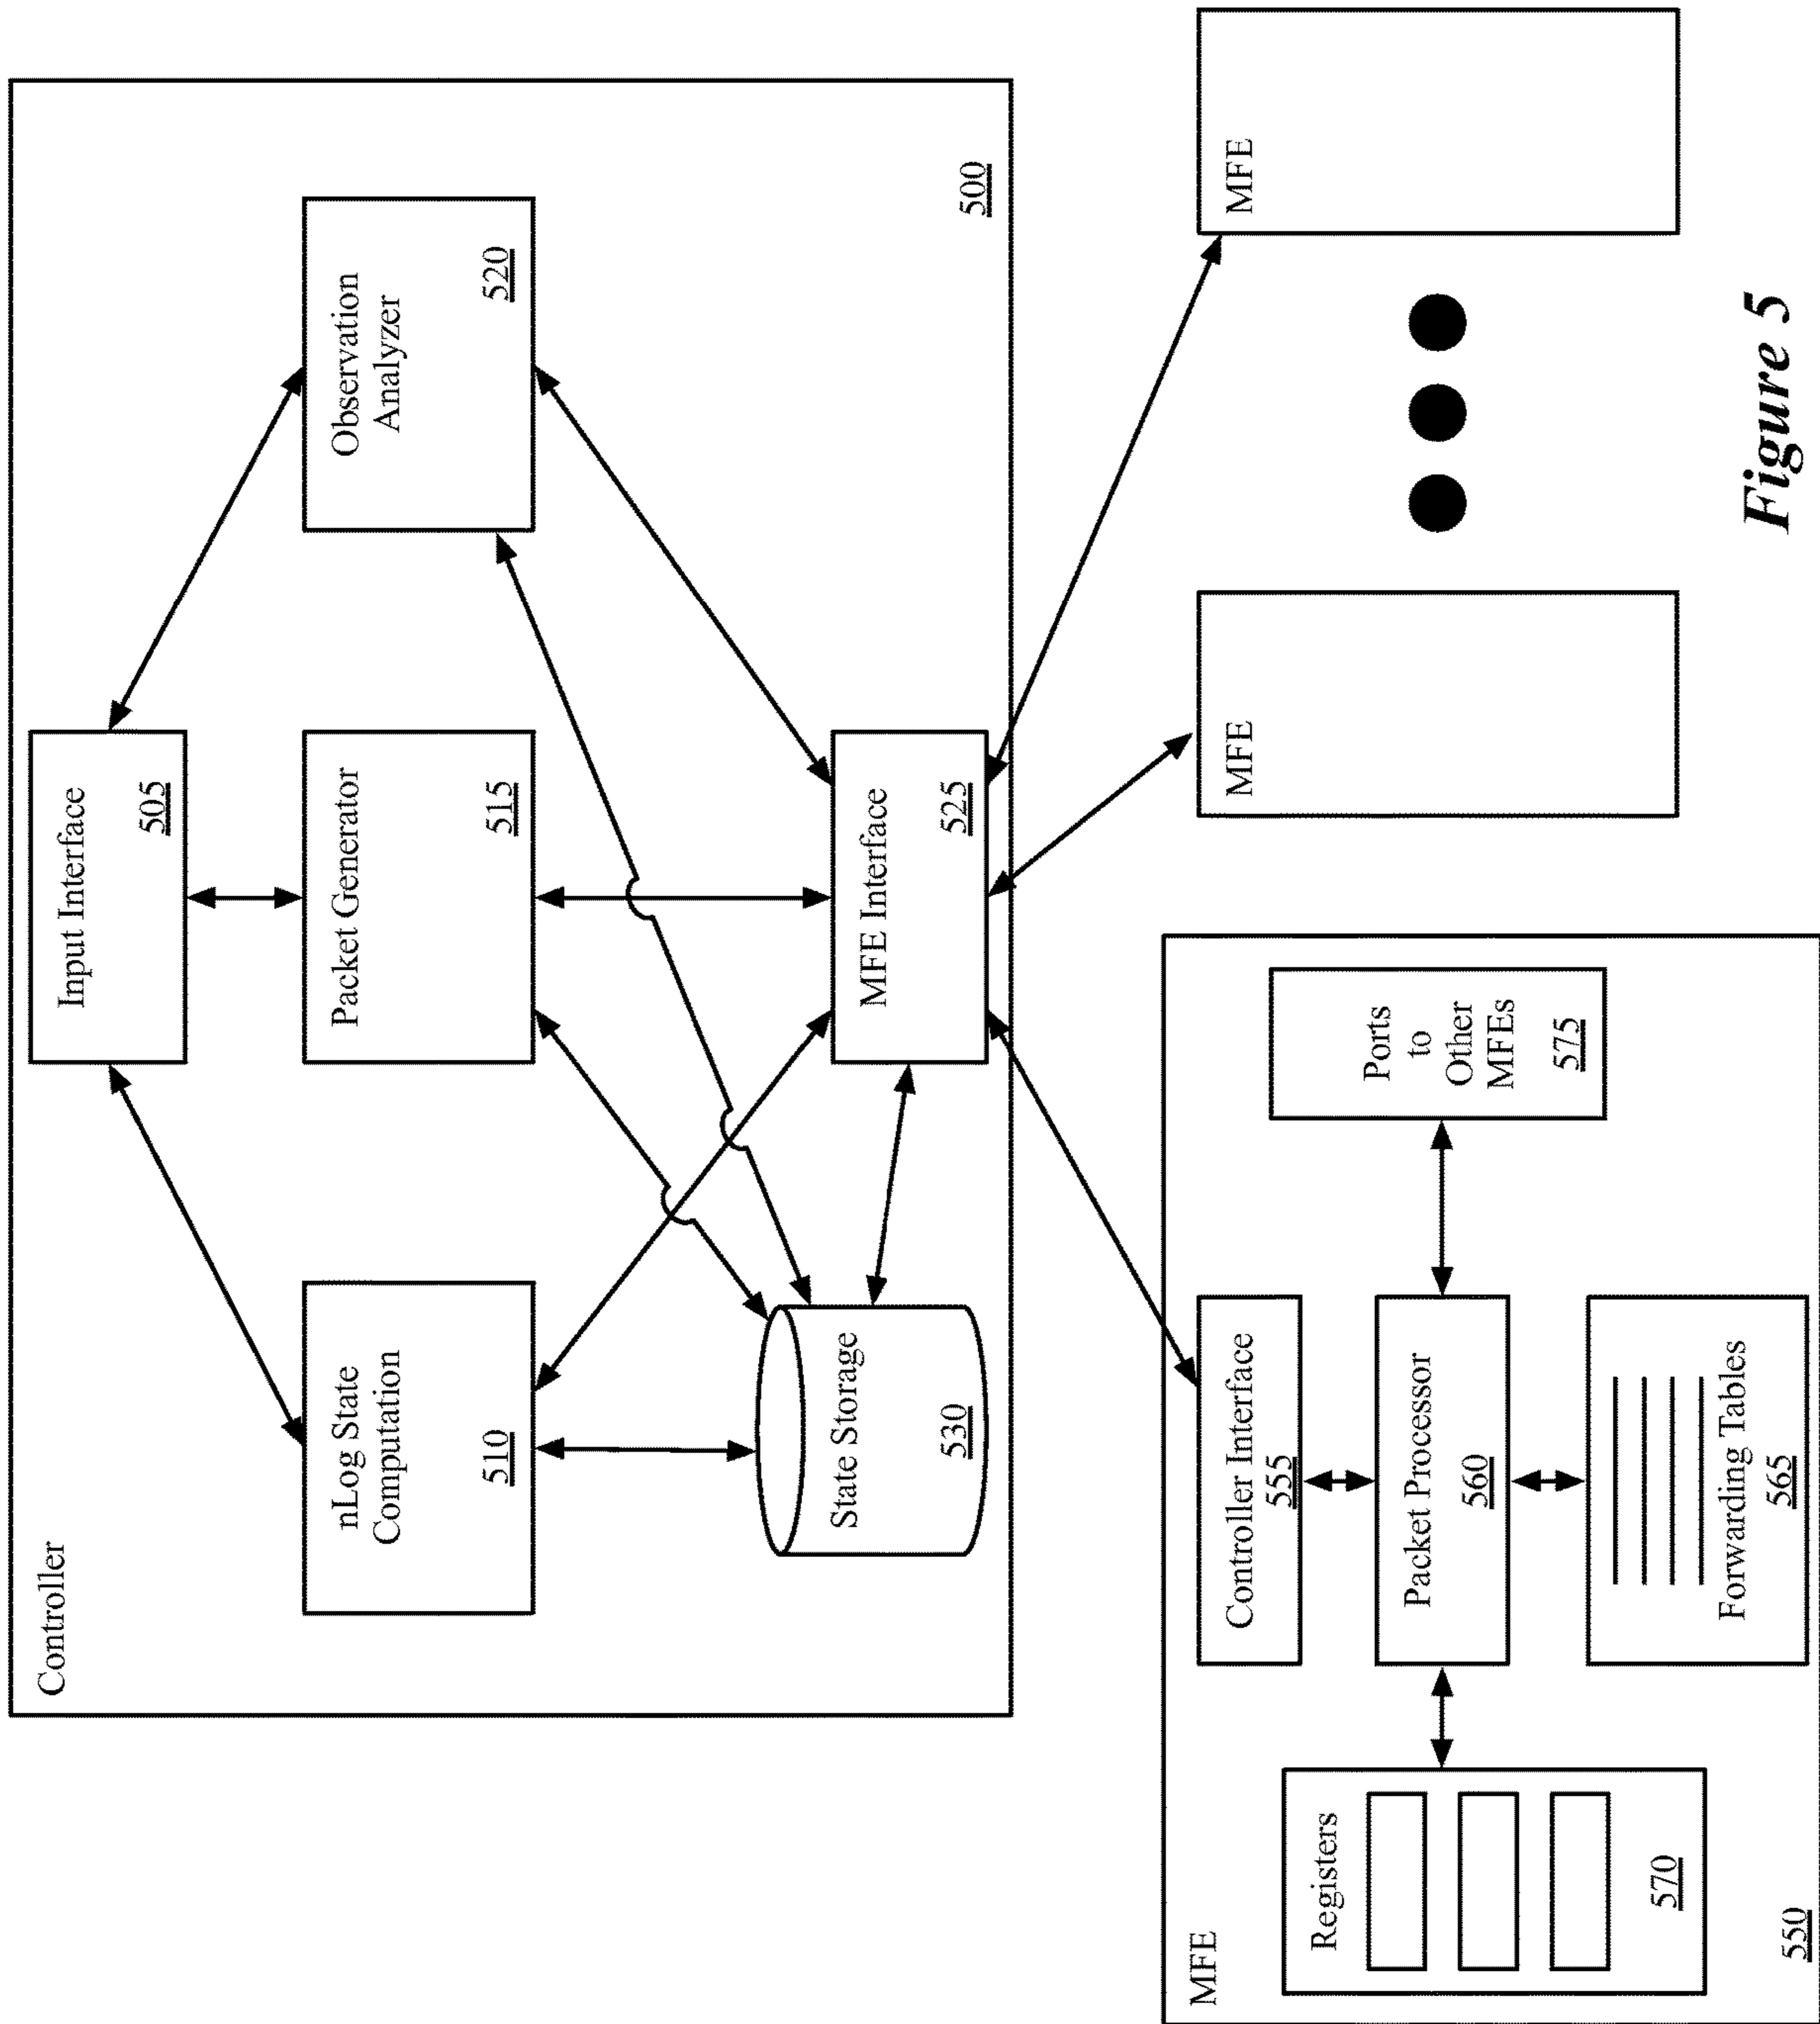 Controller
Input Interface
505
nLog State
Computation
510
Packet Generator
515
Observation
Analyzer
520
State Storage
530
MFE Interface
525
500
MFE
Registers
570
Controller Interface
555
Packet Processor
560
Forwarding Tables
565
Ports
to
Other
MFEs
575
550
MFE
MFE
Figure 5